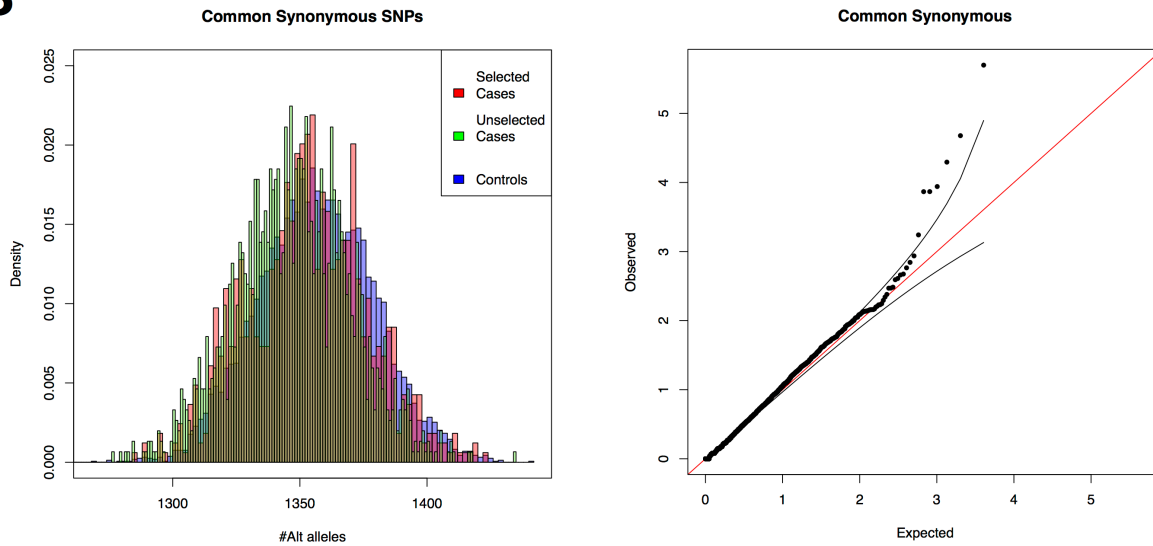 Common Synonymous SNPs
0.025
0.020
0.015
0.010
0.005
0.000
Density
1300
1350
1400
#Alt alleles
Selected
Cases
Unselected
Cases
Controls
Common Synonymous
5
4
3
2
1
0
Observed
0
1
2
3
4
5
Expected